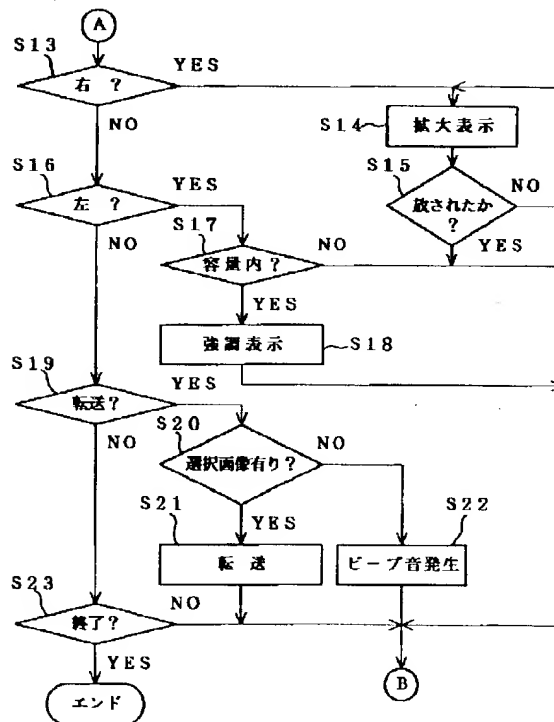 A
S13
右 ?
YES
NO
S14
拡大表示
S15
放されたか
?
NO
YES
S16
左 ?
YES
NO
S17
容量内?
NO
YES
強調表示
S18
S19
転送?
YES
NO
S20
選択画像有り?
NO
YES
S21
転 送
S22
ビープ音発生
S23
終了?
NO
YES
エンド
B